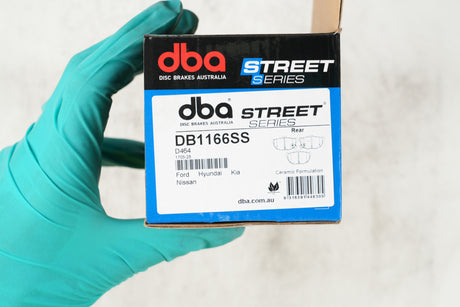 dba
DISC BRAKES AUSTRALIA
STREET
SERIES
dba®
DISC BRAKES AUSTRALIA
STREET®
SERIES
DB1166SS
D464
Rear
Ford Hyundai Kia
Nissan
Ceramic Formulation
dba.com.au